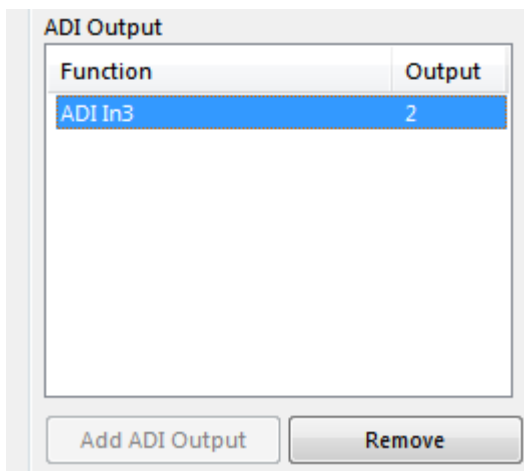 ADI Output
Function Output
ADI In3 2
Add ADI Output Remove